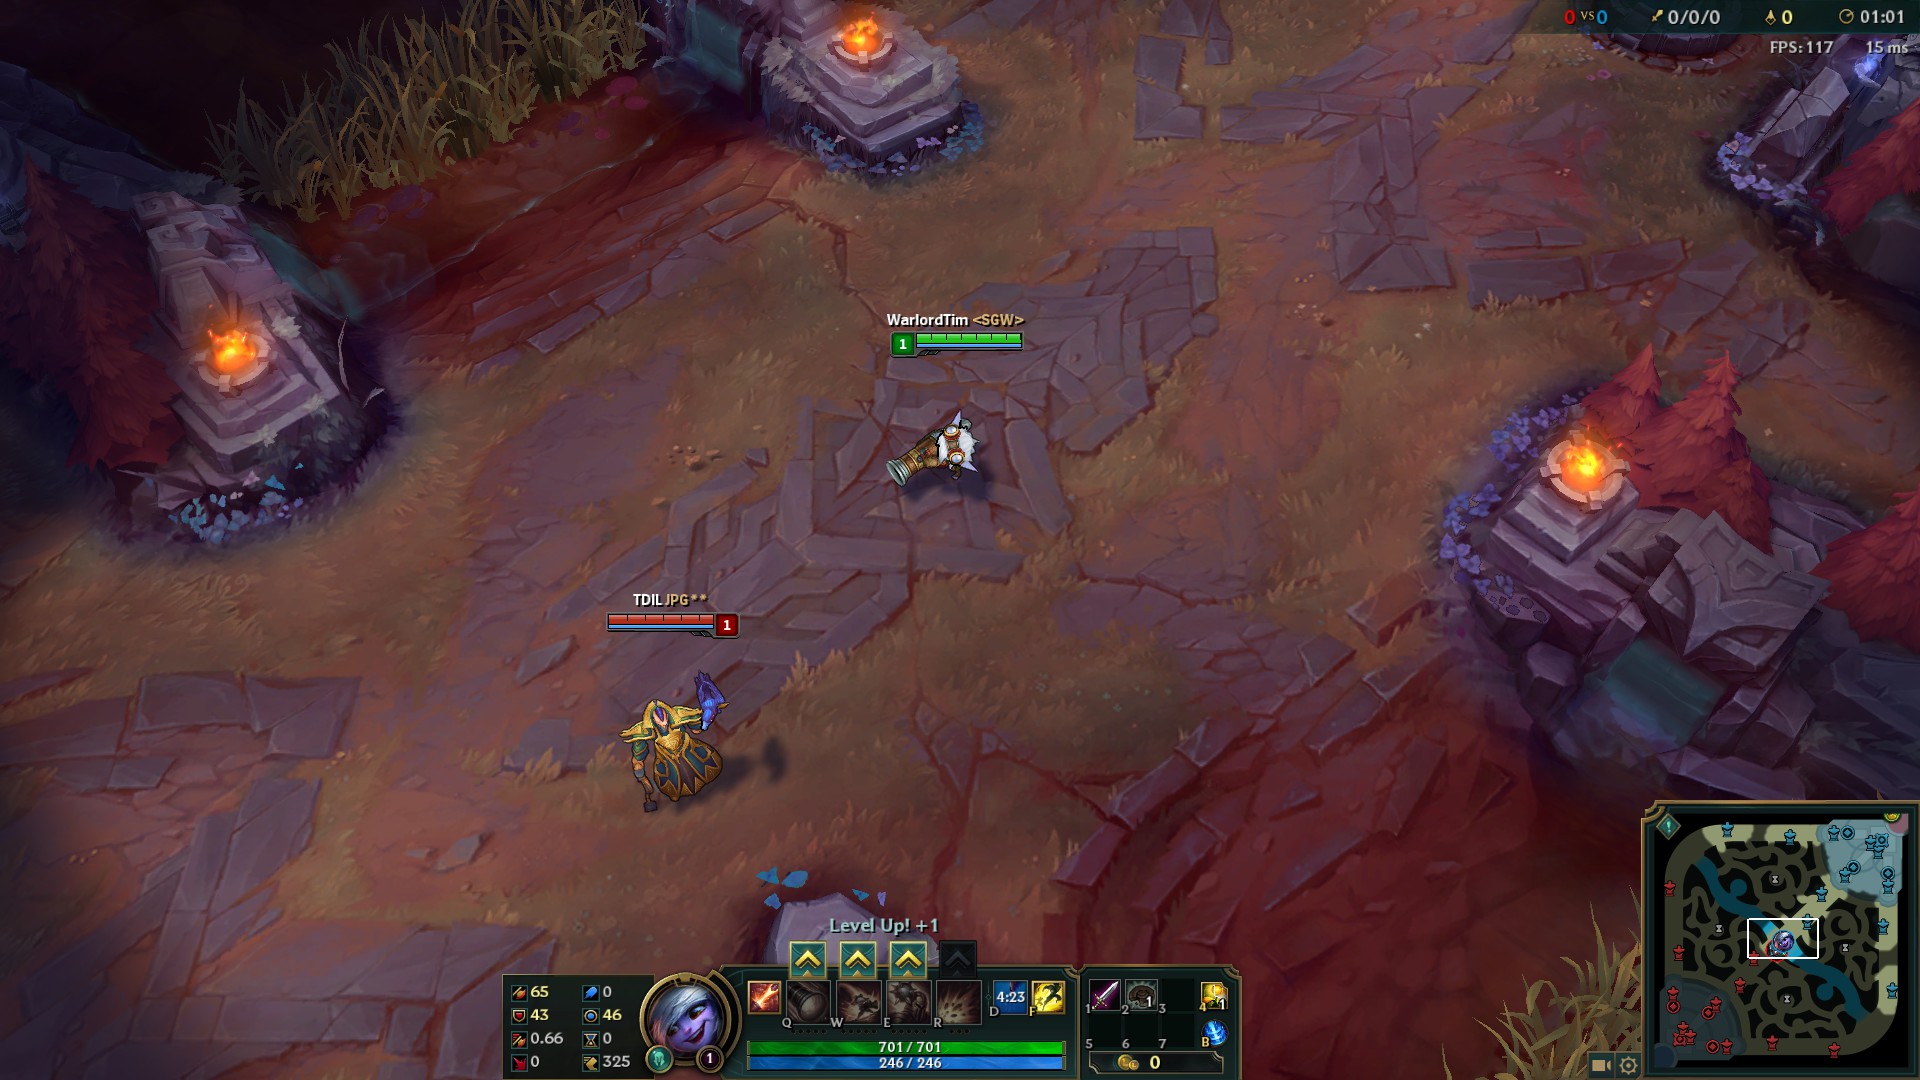 0 VS 0 0/0/0 0 01:01
FPS: 117 15 ms
WarlordTim <SGW>
1
TDILJPG**
1
Level Up! +1
65 0
43 46
0.66 0
0 325
1
Q W E R
4:23
D F
701 / 701
246 / 246
1 2 1 3 4 1
5 6 7 B
0